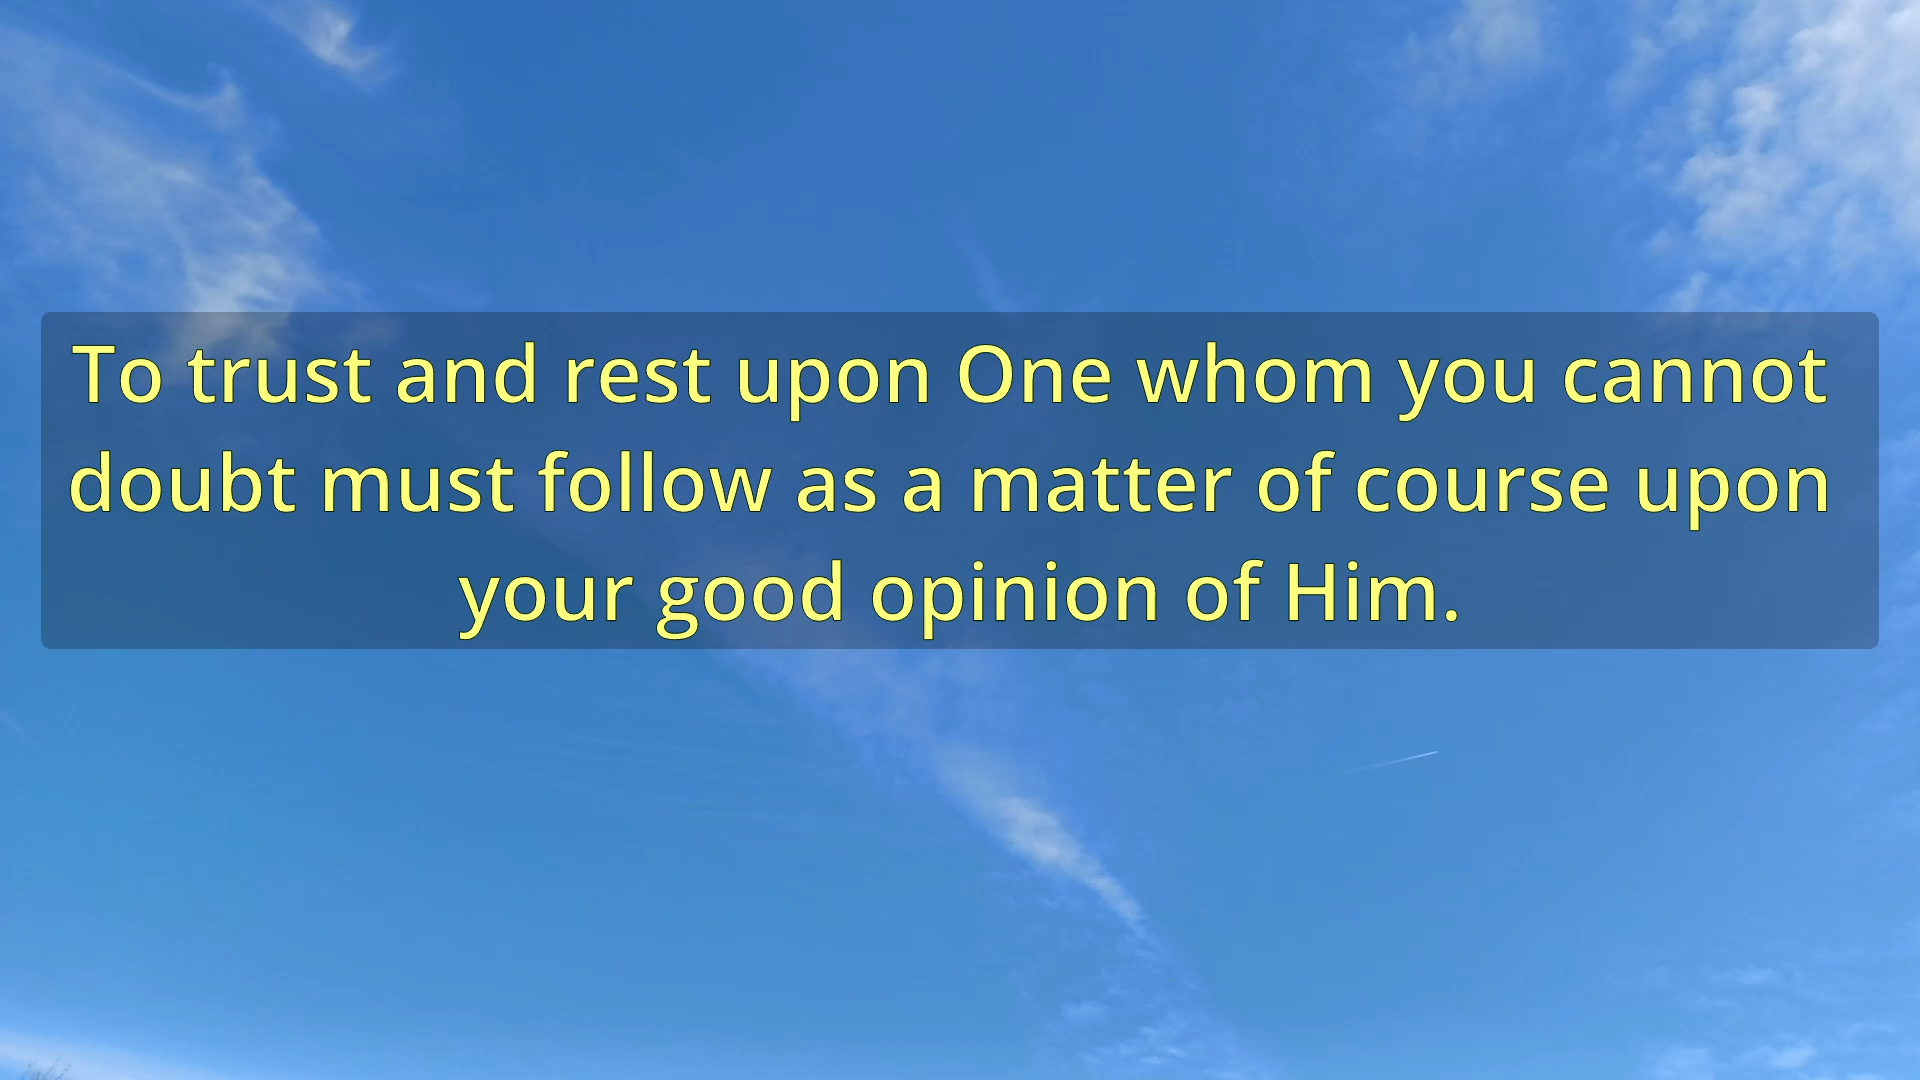 To trust and rest upon One whom you cannot
doubt must follow as a matter of course upon
your good opinion of Him.